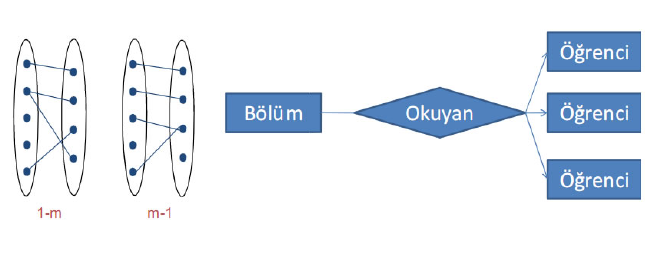 1-m
m-1
Bölüm
Okuyan
Öğrenci
Öğrenci
Öğrenci